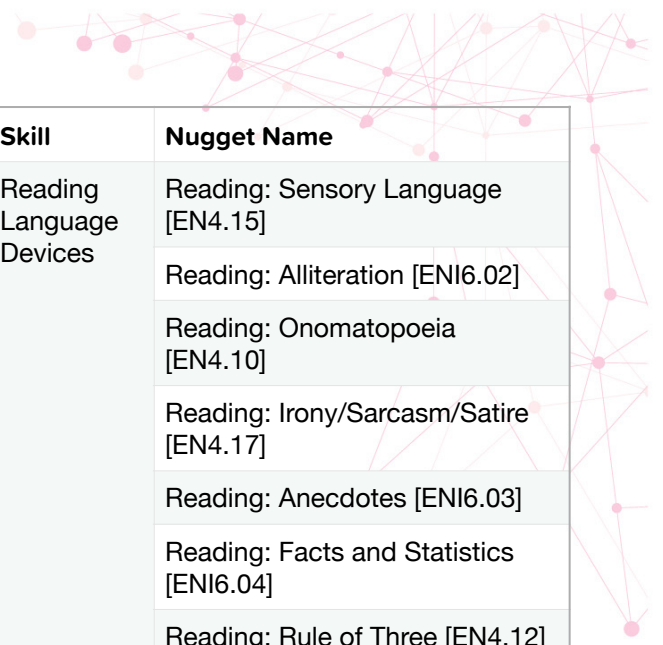 Skill
Nugget Name
Reading
Language
Devices
Reading: Sensory Language
[EN4.15]
Reading: Alliteration [ENI6.02]
Reading: Onomatopoeia
[EN4.10]
Reading: Irony/Sarcasm/Satire
[EN4.17]
Reading: Anecdotes [ENI6.03]
Reading: Facts and Statistics
[ENI6.04]
Reading: Rule of Three [EN4.12]